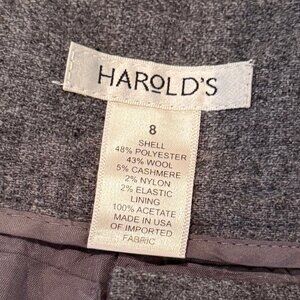 HAROLD'S
8
SHELL
48% POLYESTER
43% WOOL
5% CASHMERE
2% NYLON
2% ELASTIC
LINING
100% ACETATE
MADE IN USA
OF IMPORTED
FABRIC